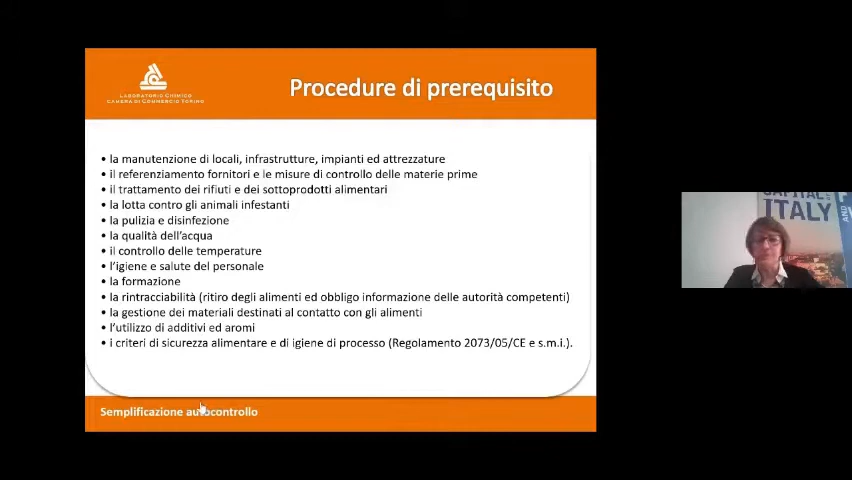 LABORATORIO CHIMICO
CAMERA DI COMMERCIO TORINO
Procedure di prerequisito
• la manutenzione di locali, infrastrutture, impianti ed attrezzature
• il referenziamento fornitori e le misure di controllo delle materie prime
• il trattamento dei rifiuti e dei sottoprodotti alimentari
• la lotta contro gli animali infestanti
• la pulizia e disinfezione
• la qualità dell'acqua
• il controllo delle temperature
• l'igiene e salute del personale
• la formazione
• la rintracciabilità (ritiro degli alimenti ed obbligo informazione delle autorità competenti)
• la gestione dei materiali destinati al contatto con gli alimenti
• l'utilizzo di additivi ed aromi
• i criteri di sicurezza alimentare e di igiene di processo (Regolamento 2073/05/CE e s.m.i.).
Semplificazione autocontrollo
CAPITAL
ITALY
AND